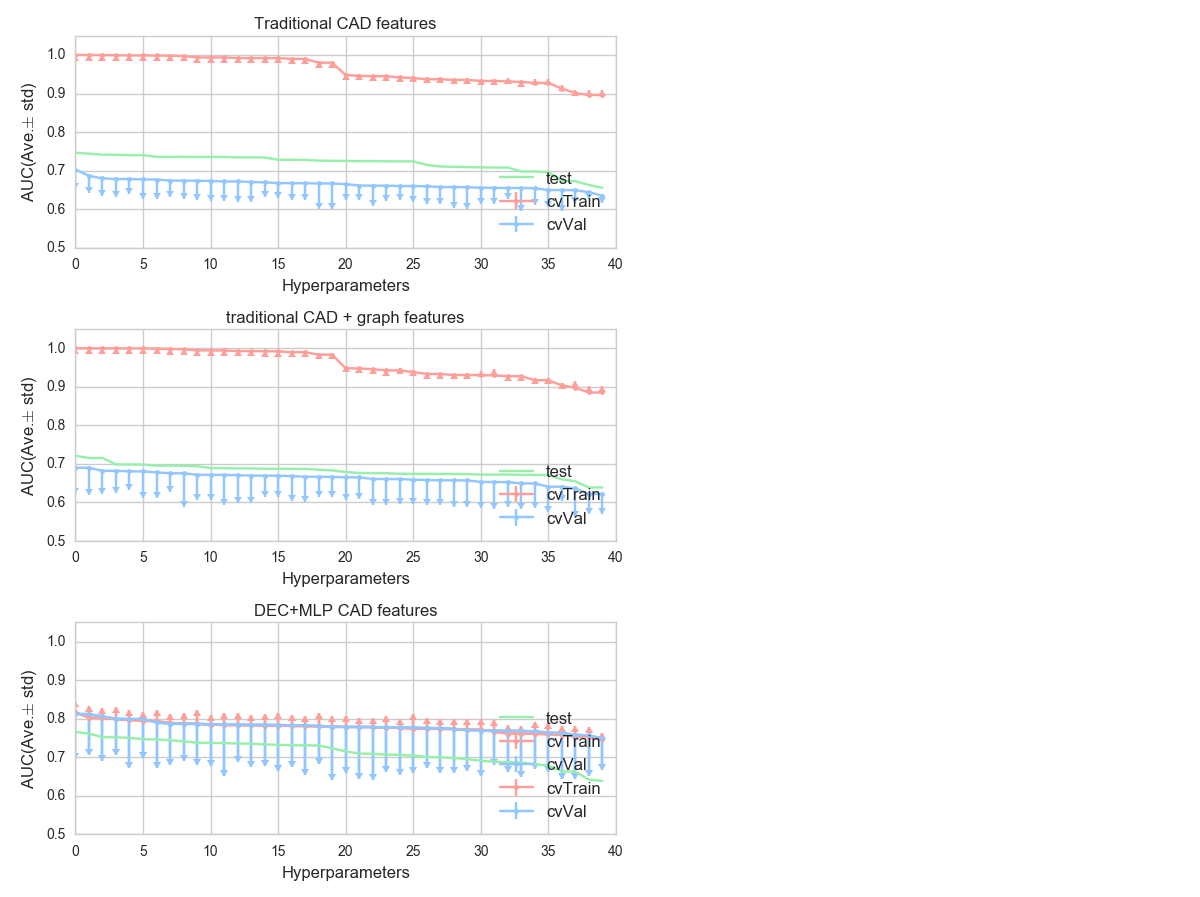 Traditional CAD features
AUC(Ave.± std)
1.0
0.9
0.8
0.7
0.6
0.5
test
cvTrain
cvVal
0 5 10 15 20 25 30 35 40
Hyperparameters
traditional CAD + graph features
AUC(Ave.± std)
1.0
0.9
0.8
0.7
0.6
0.5
test
cvTrain
cvVal
0 5 10 15 20 25 30 35 40
Hyperparameters
DEC+MLP CAD features
AUC(Ave.± std)
1.0
0.9
0.8
0.7
0.6
0.5
test
cvTrain
cvVal
cvTrain
cvVal
0 5 10 15 20 25 30 35 40
Hyperparameters